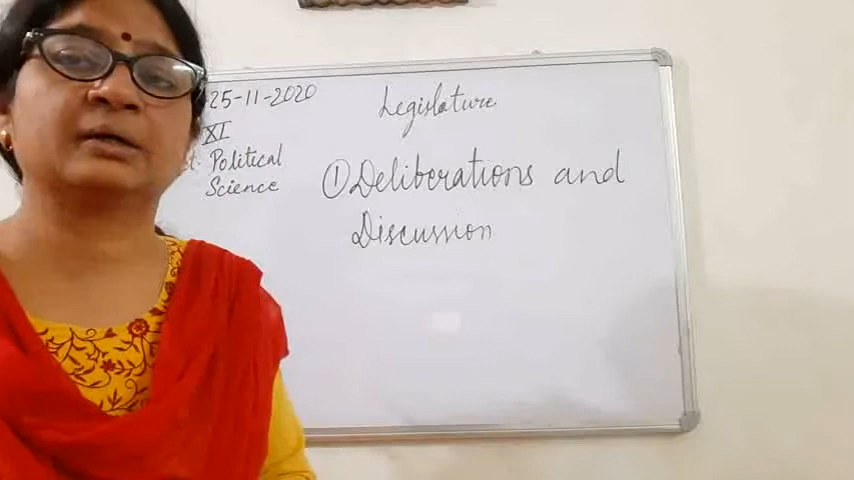 25-11-2020
XI
Political
Science
Legislature
① Deliberations and
Discussion